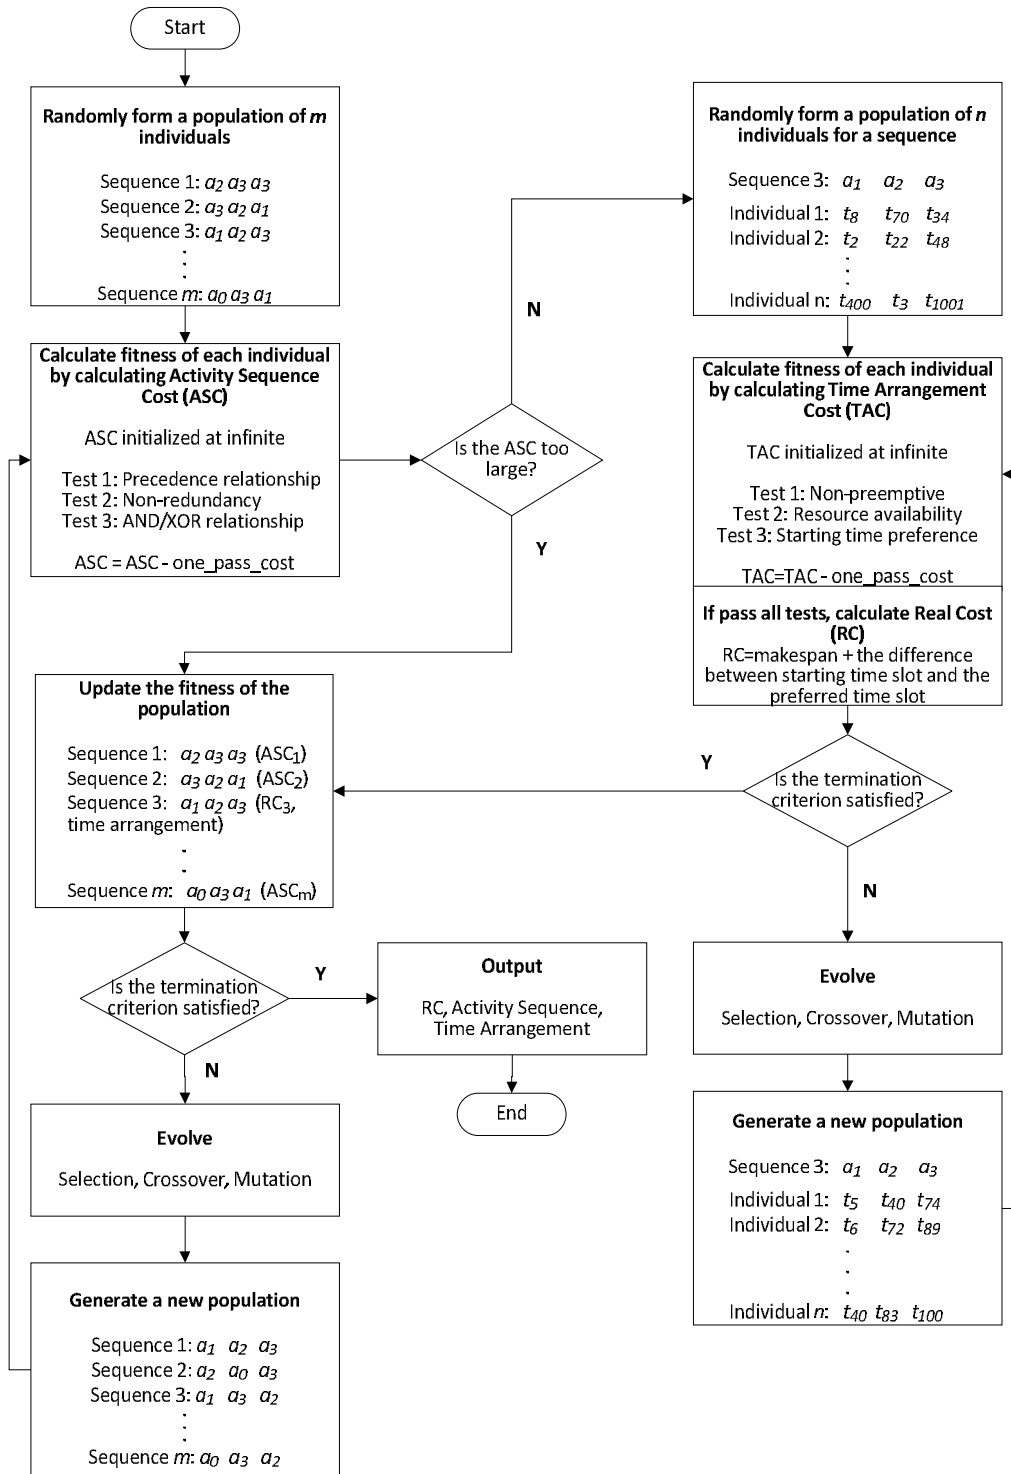 Start
Randomly form a population of m
individuals
Sequence 1: a2 a3 a3
Sequence 2: a3 a2 a1
Sequence 3: a1 a2 a3
Sequence m: a0 a3 a1
Calculate fitness of each individual
by calculating Activity Sequence
Cost (ASC)
ASC initialized at infinite
Test 1: Precedence relationship
Test 2: Non-redundancy
Test 3: AND/XOR relationship
ASC = ASC - one_pass_cost
Is the ASC too
large?
N
Y
Randomly form a population of n
individuals for a sequence
Sequence 3: a1 a2 a3
Individual 1: t8 t70 t34
Individual 2: t2 t22 t48
Individual n: t400 t3 t1001
Calculate fitness of each individual
by calculating Time Arrangement
Cost (TAC)
TAC initialized at infinite
Test 1: Non-preemptive
Test 2: Resource availability
Test 3: Starting time preference
TAC=TAC - one_pass_cost
If pass all tests, calculate Real Cost
(RC)
RC=makespan + the difference
between starting time slot and the
preferred time slot
Is the termination
criterion satisfied?
Y
N
Update the fitness of the
population
Sequence 1: a2 a3 a3 (ASC1)
Sequence 2: a3 a2 a1 (ASC2)
Sequence 3: a1 a2 a3 (RC3,
time arrangement)
Sequence m: a0 a3 a1 (ASCm)
Is the termination
criterion satisfied?
Y
N
Output
RC, Activity Sequence,
Time Arrangement
End
Evolve
Selection, Crossover, Mutation
Generate a new population
Sequence 1: a1 a2 a3
Sequence 2: a2 a0 a3
Sequence 3: a1 a3 a2
Sequence m: a0 a3 a2
Evolve
Selection, Crossover, Mutation
Generate a new population
Sequence 3: a1 a2 a3
Individual 1: t5 t40 t74
Individual 2: t6 t72 t89
Individual n: t40 t83 t100